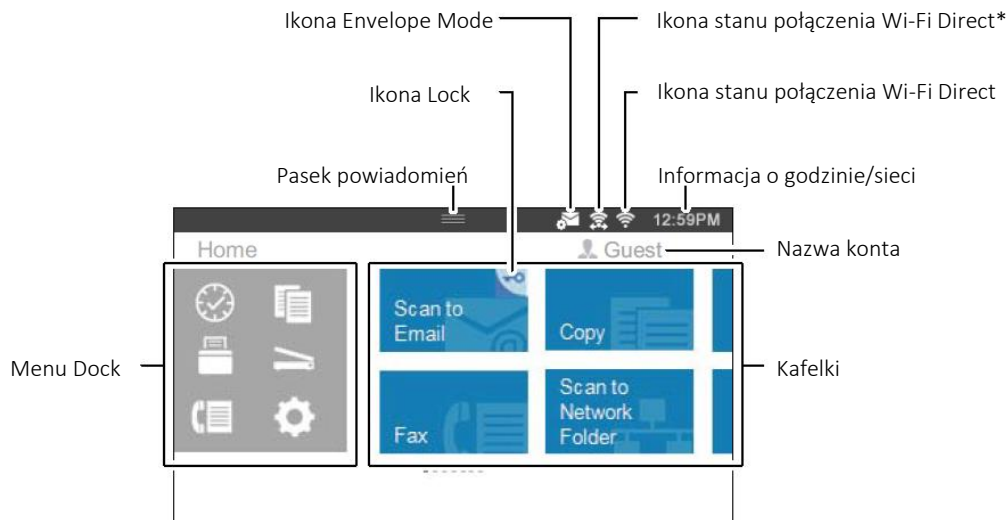 Ikona Envelope Mode
Ikona stanu połączenia Wi-Fi Direct*
Ikona Lock
Ikona stanu połączenia Wi-Fi Direct
Pasek powiadomień
Informacja o godzinie/sieci
12:59PM
Home
Guest
Nazwa konta
Scan to
Email
Copy
Menu Dock
Kafelki
Fax
Scan to
Network
Folder